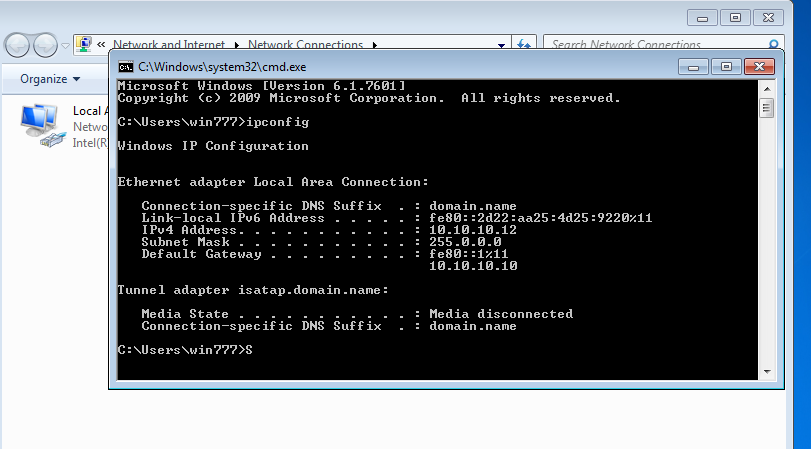 « Network and Internet ▸ Network Connections ▸
Search Network Connections
Organize ▾
C:\Windows\system32\cmd.exe
Local A
Netwo
Intel(R)
Microsoft Windows [Version 6.1.7601]
Copyright (c) 2009 Microsoft Corporation.  All rights reserved.
C:\Users\win777>ipconfig
Windows IP Configuration
Ethernet adapter Local Area Connection:
Connection-specific DNS Suffix  . : domain.name
Link-local IPv6 Address . . . . . : fe80::2d22:aa25:4d25:9220%11
IPv4 Address. . . . . . . . . . . : 10.10.10.12
Subnet Mask . . . . . . . . . . . : 255.0.0.0
Default Gateway . . . . . . . . . : fe80::1%11
10.10.10.10
Tunnel adapter isatap.domain.name:
Media State . . . . . . . . . . . : Media disconnected
Connection-specific DNS Suffix  . : domain.name
C:\Users\win777>S